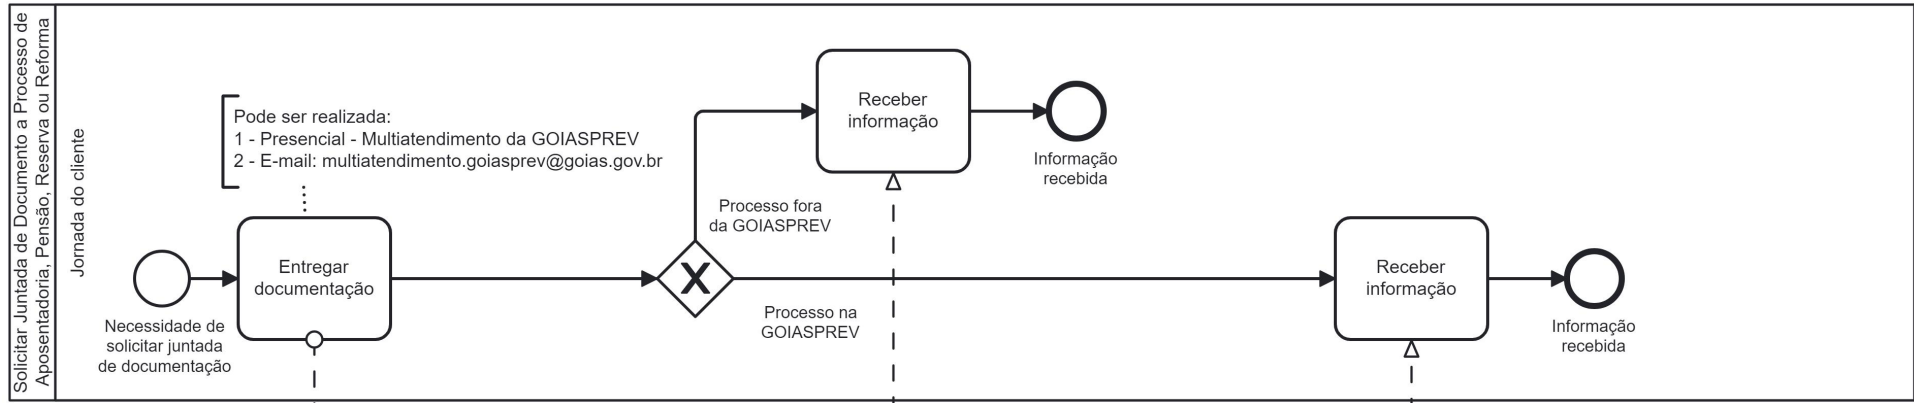 Solicitar Juntada de Documento a Processo de
Aposentadoria, Pensão, Reserva ou Reforma
Jornada do cliente
Pode ser realizada:
1 - Presencial - Multiatendimento da GOIASPREV
2 - E-mail: multiatendimento.goiasprev@goias.gov.br
Necessidade de
solicitar juntada
de documentação
Entregar
documentação
X
Processo fora
da GOIASPREV
Receber
informação
Informação
recebida
Processo na
GOIASPREV
Receber
informação
Informação
recebida